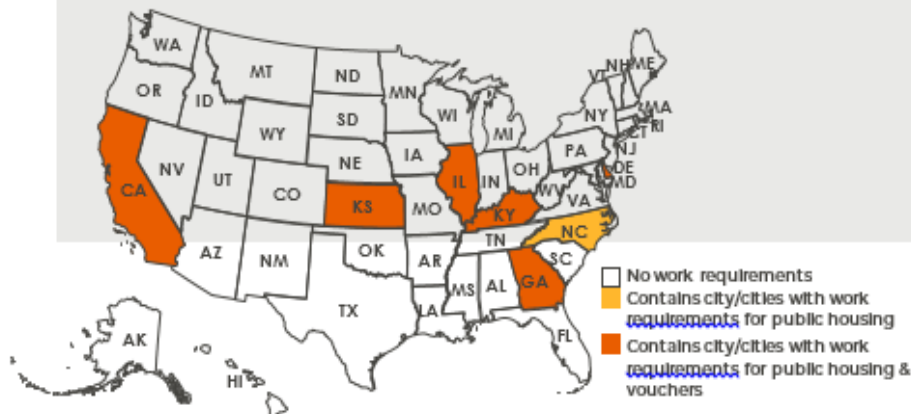 WA
MT
ND
MN
VT
NH
ME
OR
ID
SD
WI
MI
NY
MA
RI
CT
WY
IA
PA
NJ
NV
NE
IL
IN
OH
DE
MD
UT
CO
WV
VA
CA
KS
MO
KY
NC
AZ
NM
OK
AR
TN
SC
MS
AL
GA
TX
LA
FL
AK
HI
No work requirements
Contains city/cities with work
requirements for public housing
Contains city/cities with work
requirements for public housing &
vouchers